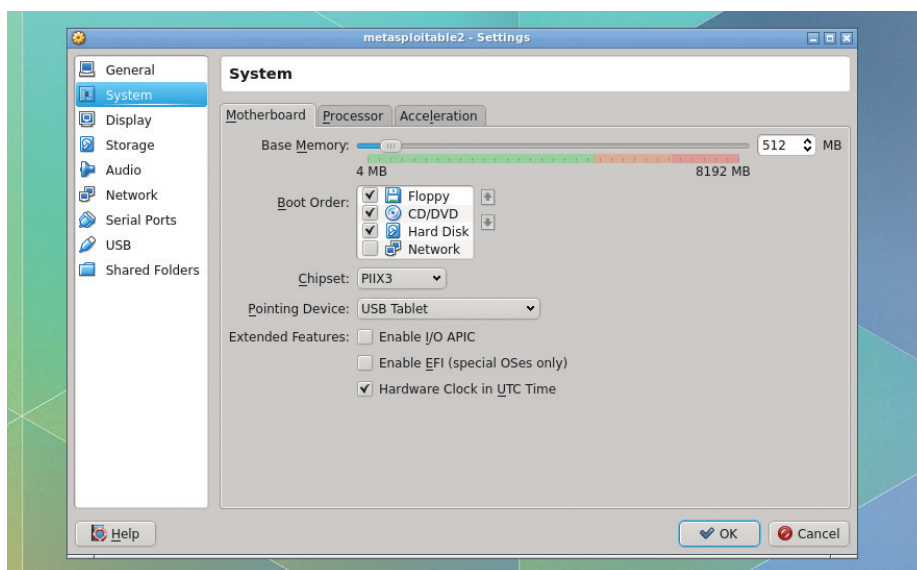 metasploitable2 - Settings
General
System
Display
Storage
Audio
Network
Serial Ports
USB
Shared Folders
System
Motherboard Processor Acceleration
Base Memory: 512 MB
4 MB 8192 MB
Boot Order: Floppy
CD/DVD
Hard Disk
Network
Chipset: PIIX3
Pointing Device: USB Tablet
Extended Features: Enable I/O APIC
Enable EFI (special OSes only)
Hardware Clock in UTC Time
Help OK Cancel